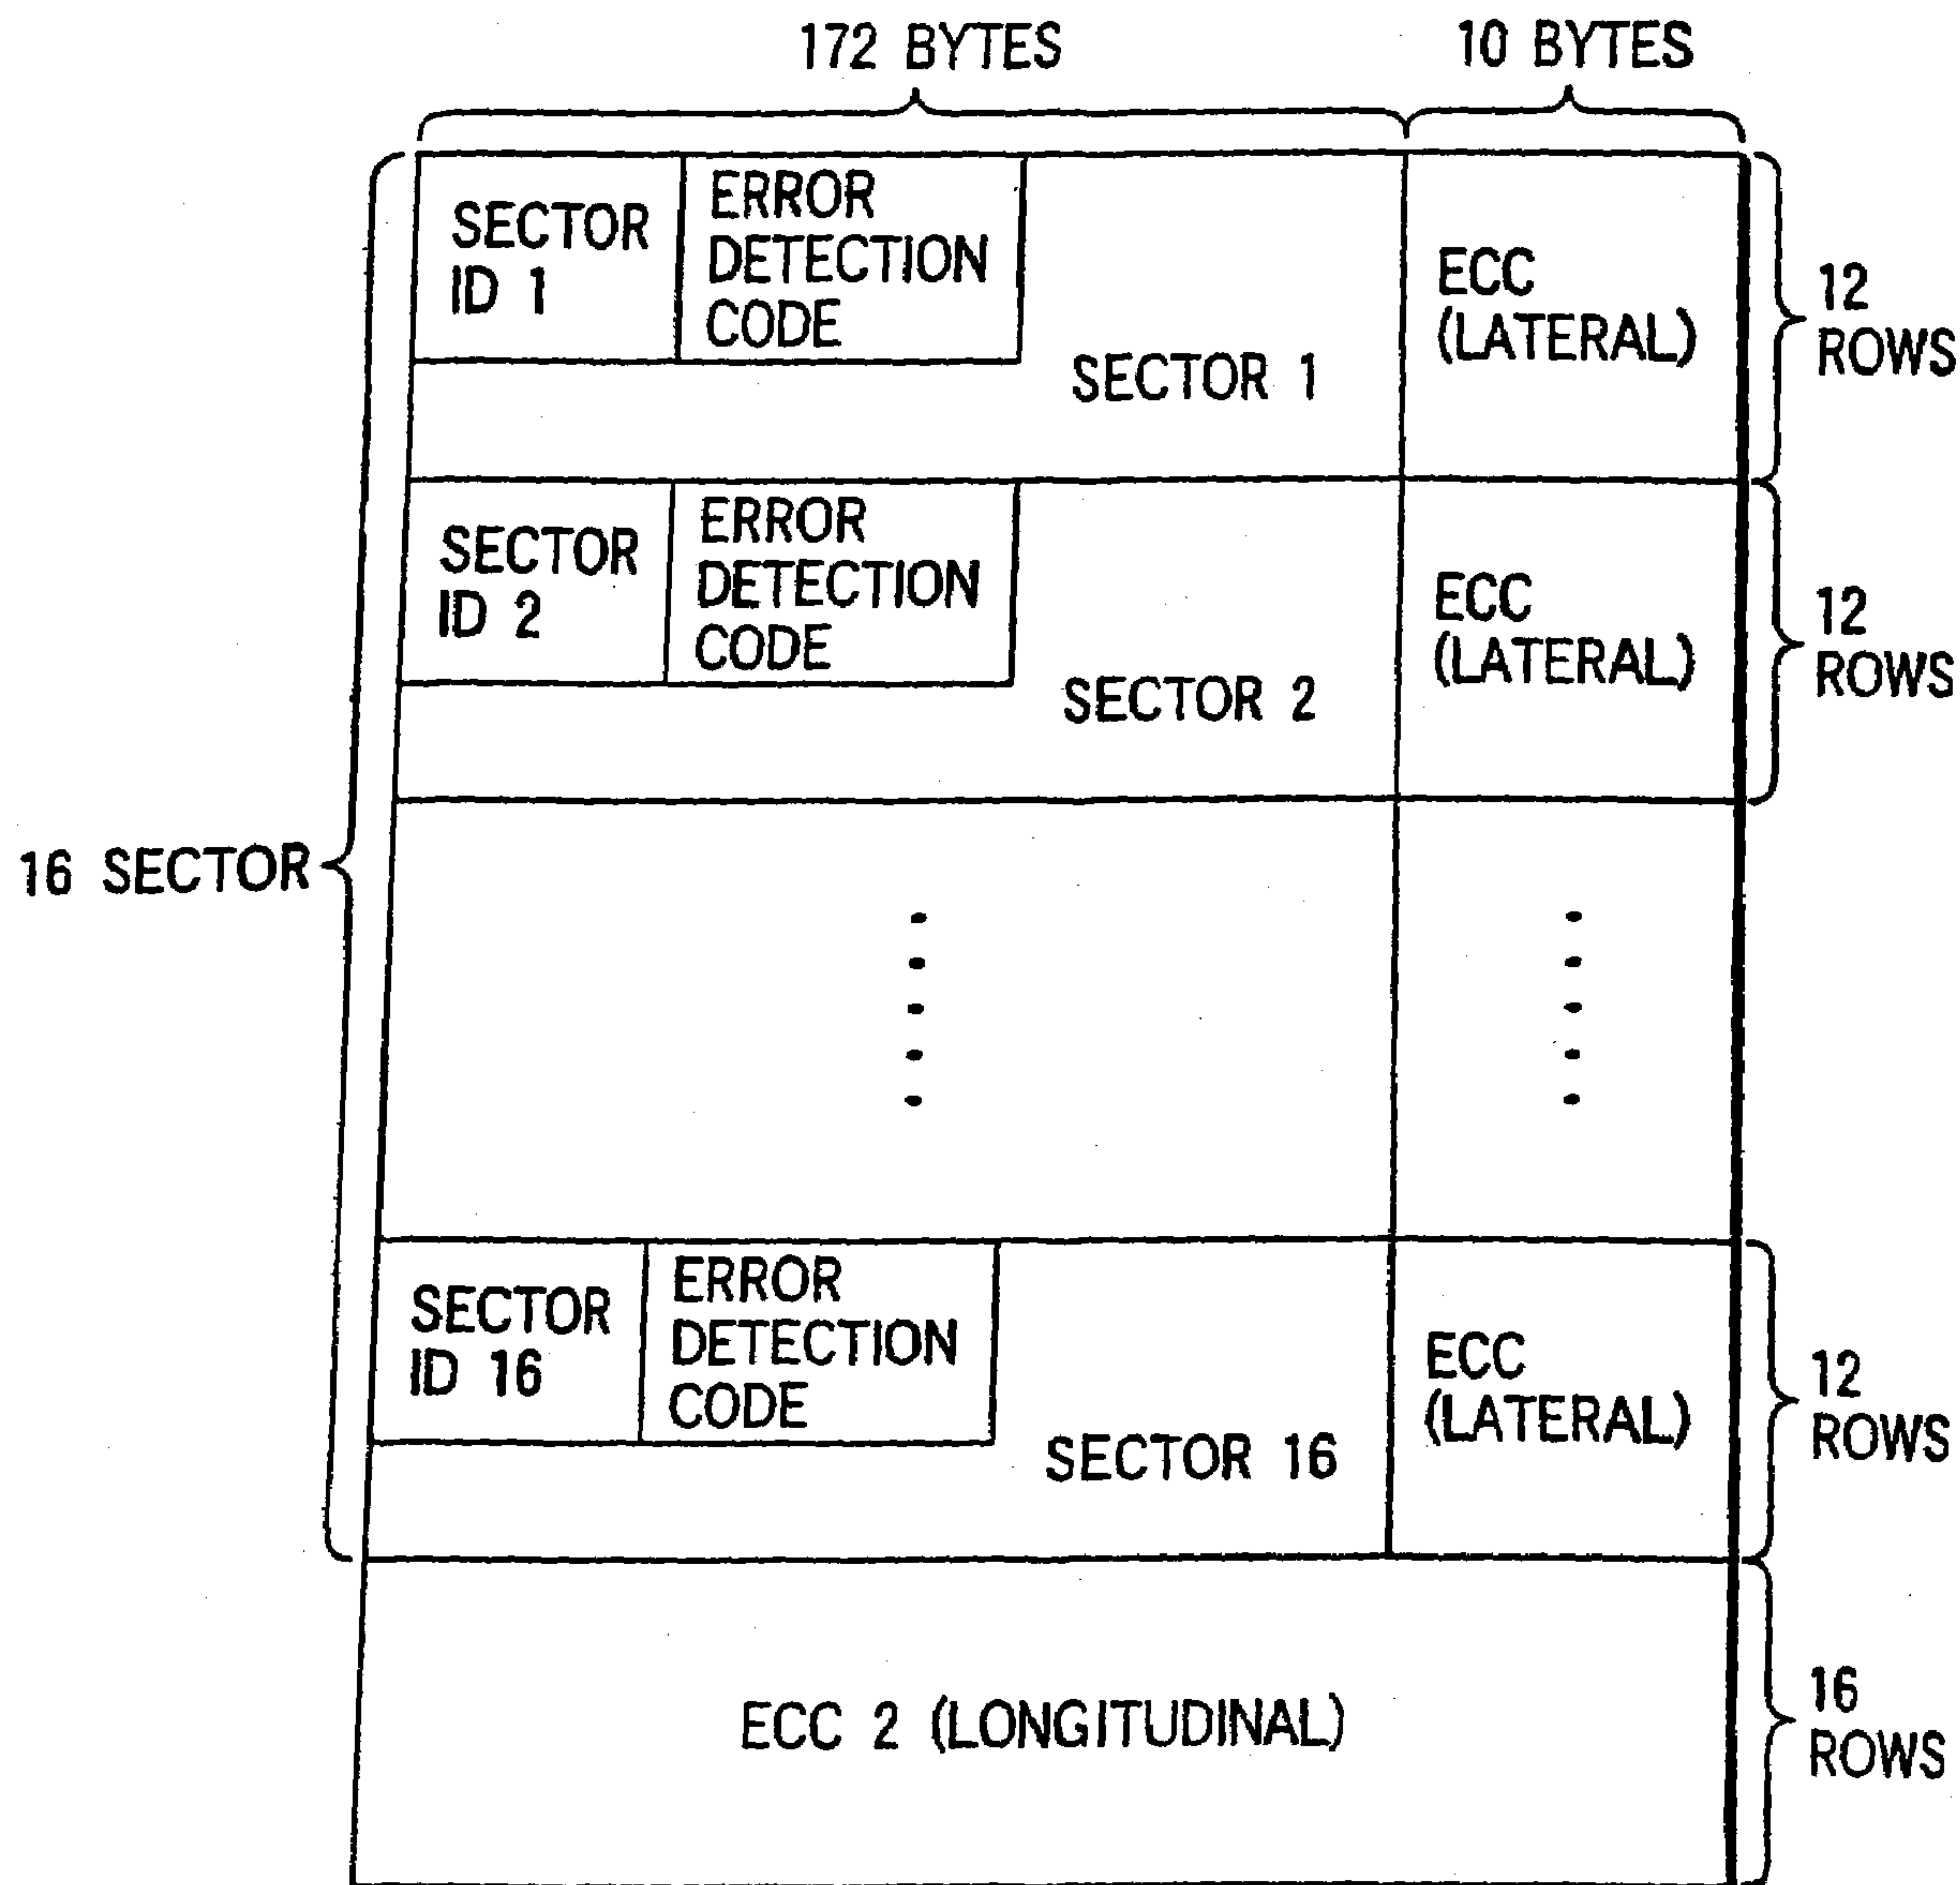 172 BYTES
10 BYTES
SECTOR
ID 1
ERROR
DETECTION
CODE
SECTOR 1
ECC
(LATERAL)
12
ROWS
SECTOR
ID 2
ERROR
DETECTION
CODE
SECTOR 2
ECC
(LATERAL)
12
ROWS
16 SECTOR
SECTOR
ID 16
ERROR
DETECTION
CODE
SECTOR 16
ECC
(LATERAL)
12
ROWS
ECC 2 (LONGITUDINAL)
16
ROWS